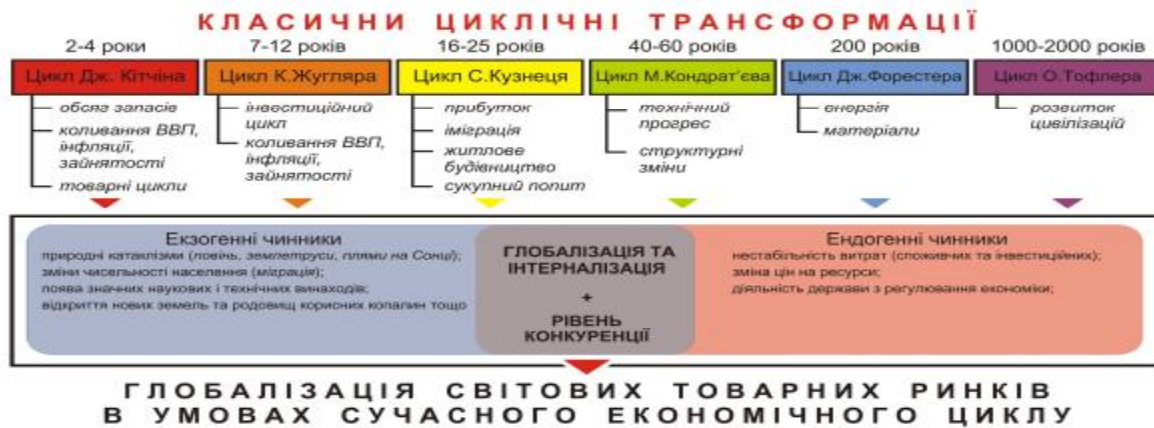 КЛАСИЧНИ ЦИКЛІЧНІ ТРАНСФОРМАЦІЇ
2-4 роки
7-12 років
16-25 років
40-60 років
200 років
1000-2000 років
Цикл Дж. Кітчіна
Цикл К.Жугляра
Цикл С.Кузнеця
Цикл М.Кондрат'єва
Цикл Дж.Форестера
Цикл О.Тофлера
обсяг запасів
коливання ВВП,
інфляції,
зайнятості
товарні цикли
інвестиційний
цикл
коливання ВВП,
інфляції,
зайнятості
прибуток
іміграція
житлове
будівництво
сукупний попит
технічний
прогрес
структурні
зміни
енергія
матеріали
розвиток
цивілізацій
Екзогенні чинники
природні катаклізми (повінь, землетруси, плями на Сонці);
зміни чисельності населення (міграція);
поява значних наукових і технічних винаходів;
відкриття нових земель та родовищ корисних копалин тощо
ГЛОБАЛІЗАЦІЯ ТА
ІНТЕРНАЛІЗАЦІЯ
+
РІВЕНЬ
КОНКУРЕНЦІЇ
Ендогенні чинники
нестабільність витрат (споживчих та інвестиційних);
зміна цін на ресурси;
діяльність держави з регулювання економіки;
ГЛОБАЛІЗАЦІЯ СВІТОВИХ ТОВАРНИХ РИНКІВ
В УМОВАХ СУЧАСНОГО ЕКОНОМІЧНОГО ЦИКЛУ